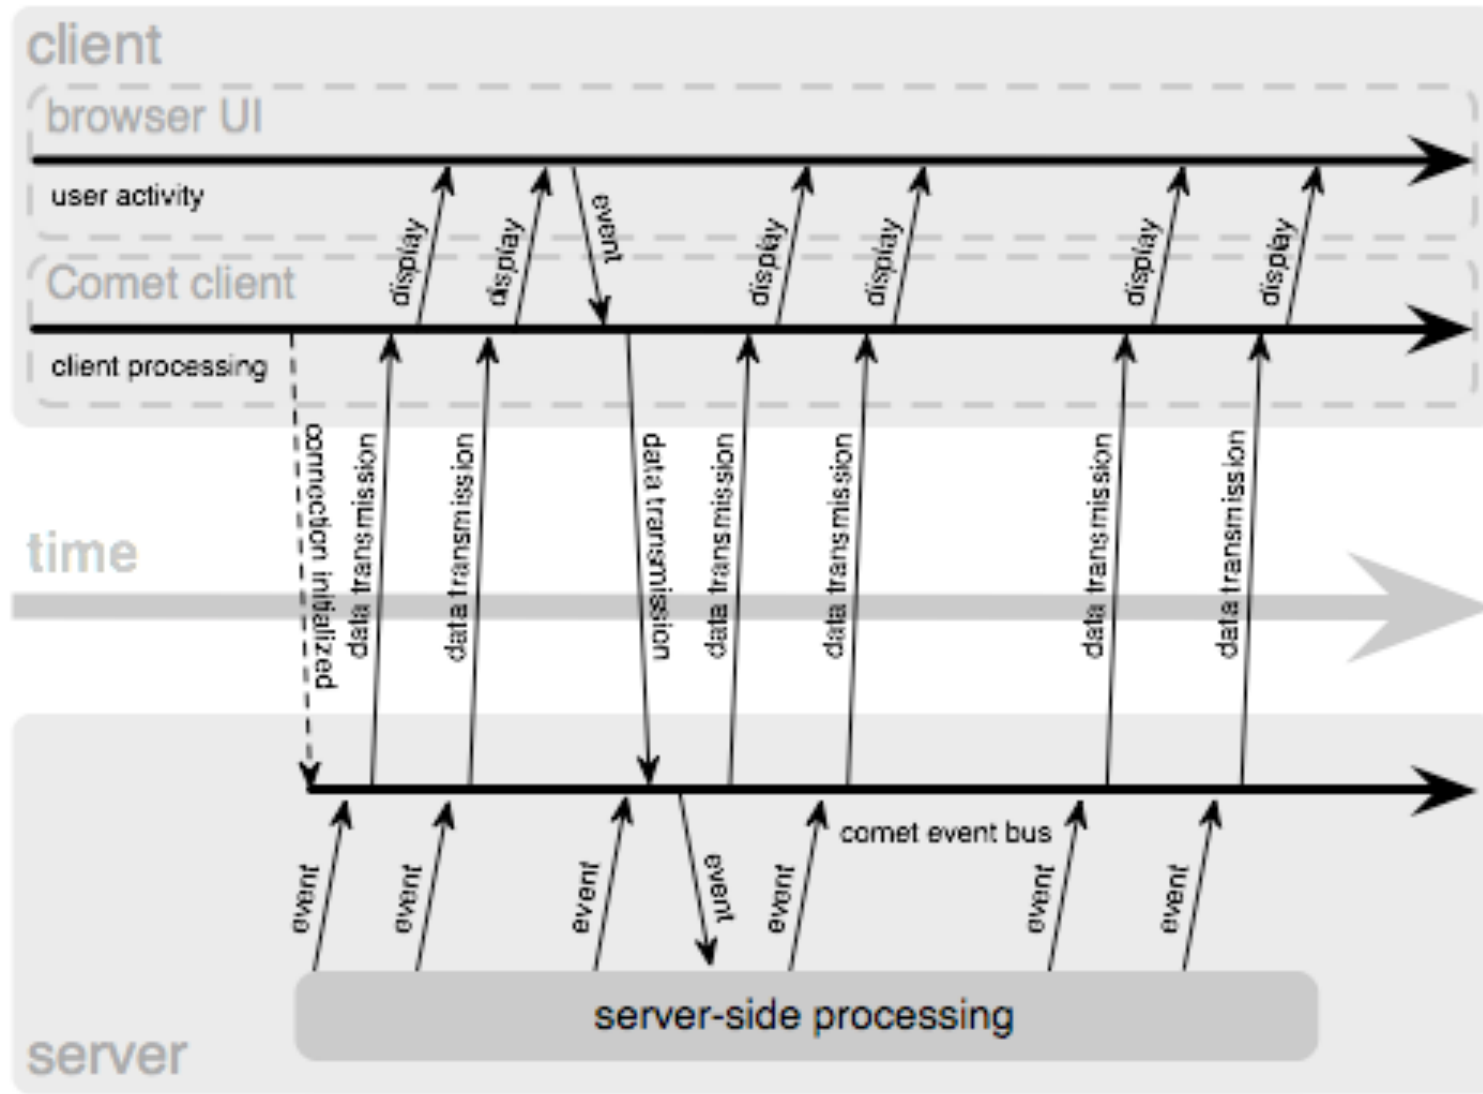 client
browser UI
user activity
display
display
event
display
display
display
display
Comet client
client processing
connection initialized
data transmission
data transmission
data transmission
data transmission
data transmission
data transmission
data transmission
time
comet event bus
event
event
event
event
event
event
event
server-side processing
server